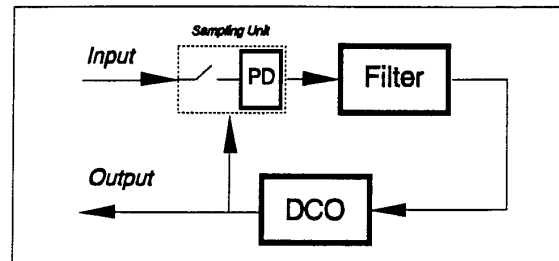 Sampling Unit
Input
PD
Filter
Output
DCO